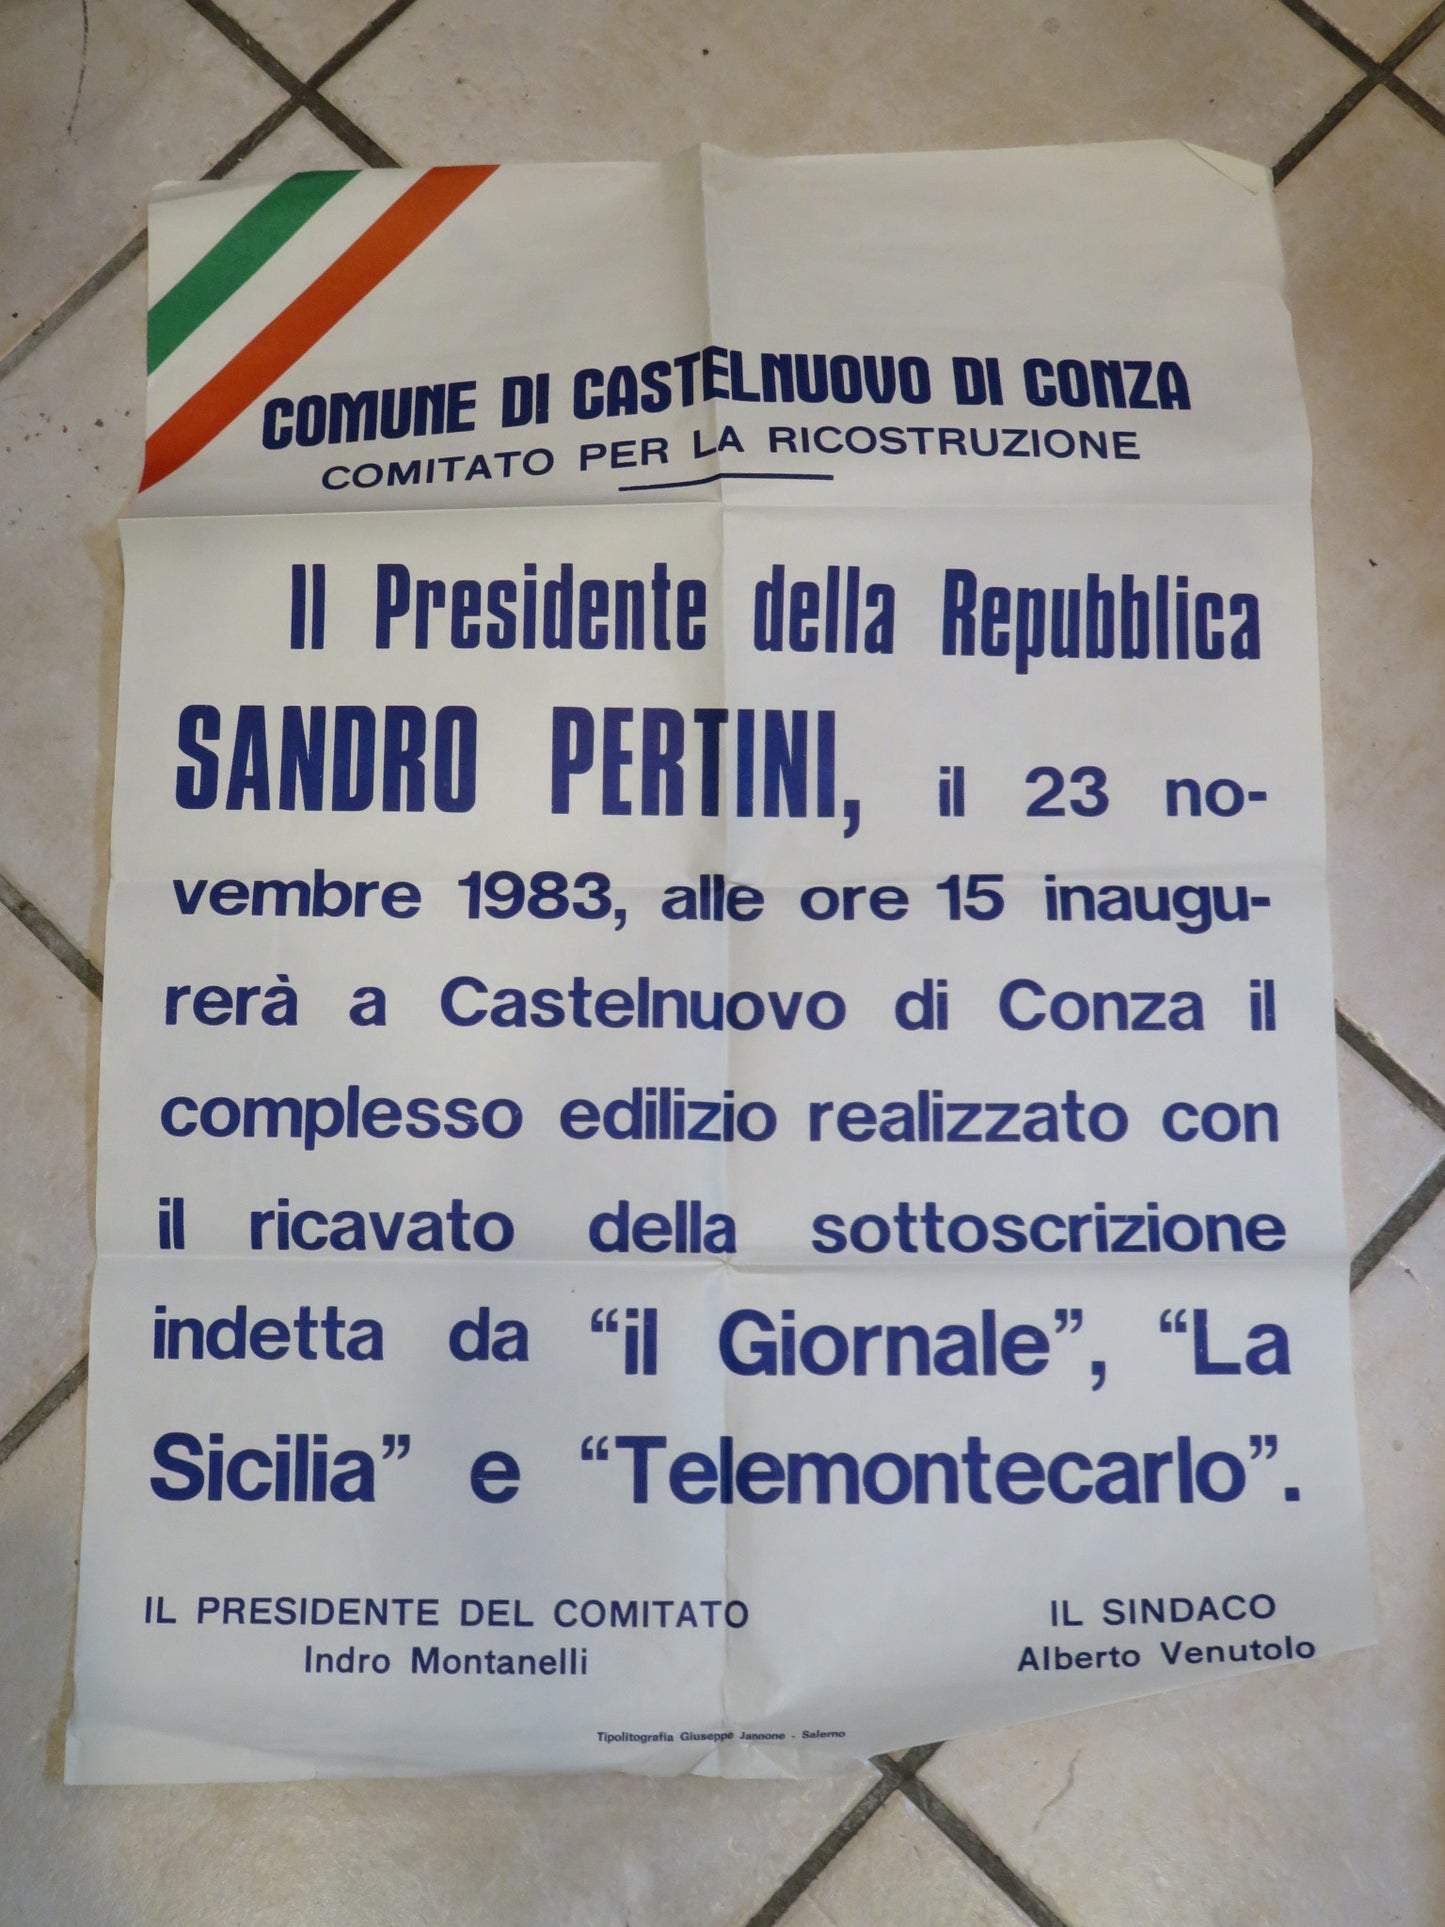 COMUNE DI CASTELNUOVO DI CONZA
COMITATO PER LA RICOSTRUZIONE
Il Presidente della Repubblica
SANDRO PERTINI, il 23 no-
vembre 1983, alle ore 15 inaugu-
rerà a Castelnuovo di Conza il
complesso edilizio realizzato con
il ricavato della sottoscrizione
indetta da “il Giornale”, “La
Sicilia” e “Telemontecarlo”.
IL PRESIDENTE DEL COMITATO
Indro Montanelli
IL SINDACO
Alberto Venutolo
Tipolitografia Giuseppe Jannone - Salerno